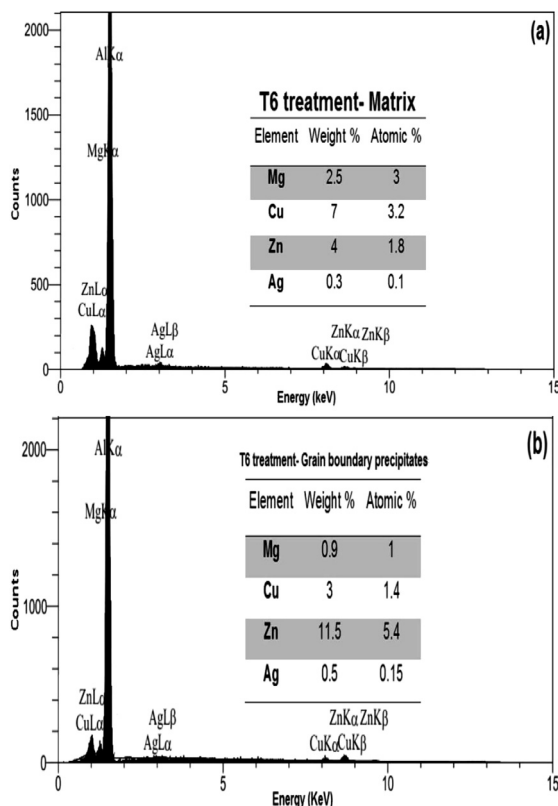 (a)
2100
1800
1500
1200
900
500
0
Counts
AlKα
MgKα
ZnLα
CuLα
AgLβ
AgLα
ZnKα ZnKβ
CuKα CuKβ
0 5 10 15
Energy (keV)
T6 treatment- Matrix
Element Weight % Atomic %
Mg 2.5 3
Cu 7 3.2
Zn 4 1.8
Ag 0.3 0.1
(b)
2000
1000
0
Counts
AlKα
MgKα
ZnLα
CuLα
AgLβ
AgLα
ZnKα ZnKβ
CuKα CuKβ
0 5 10 15
Energy (keV)
T6 treatment- Grain boundary precipitates
Element Weight % Atomic %
Mg 0.9 1
Cu 3 1.4
Zn 11.5 5.4
Ag 0.5 0.15